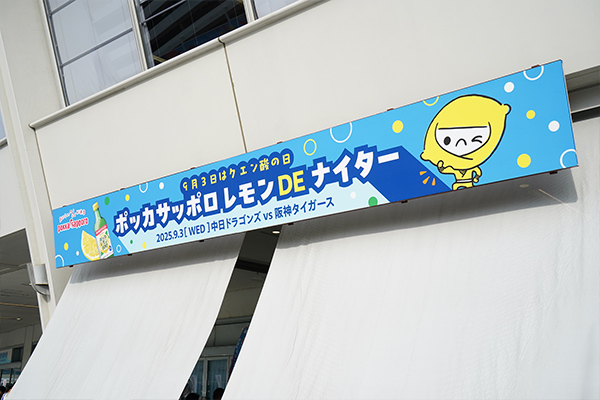 9月3日はクエン酸の日
ポッカサッポロレモンDEナイター
2025.9.3[WED]中日ドラゴンズ vs 阪神タイガース
pokka sapporo